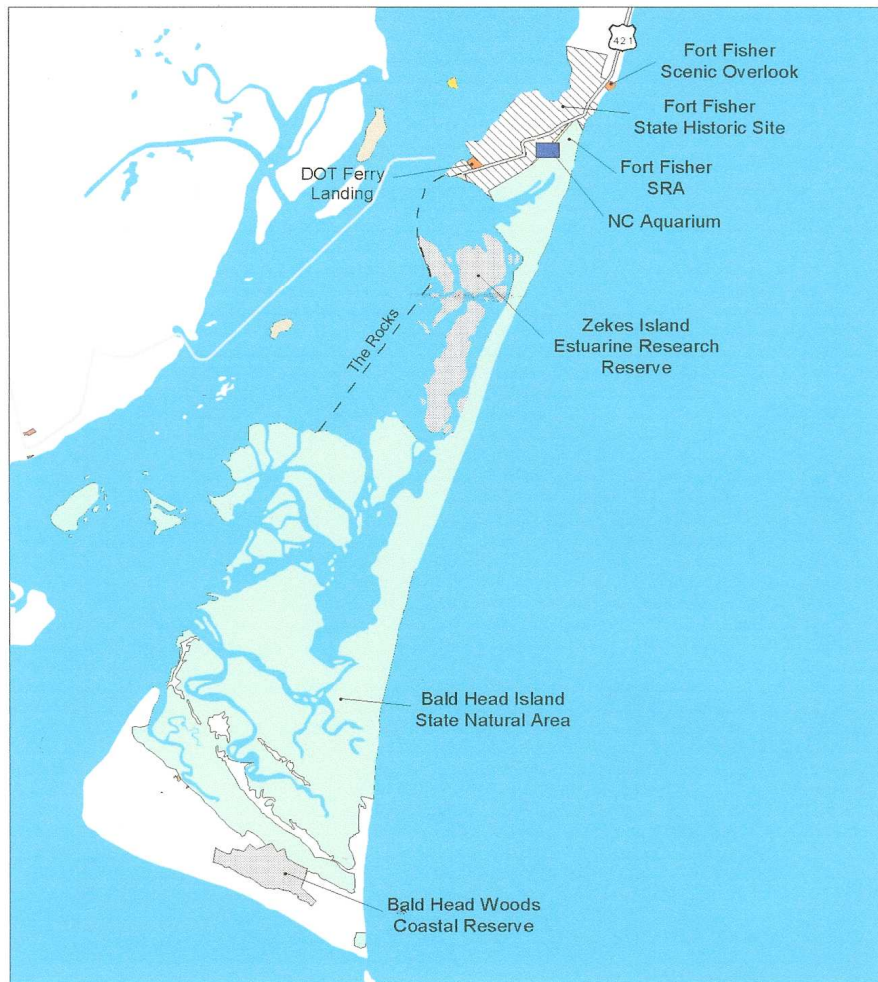 421
Fort Fisher
Scenic Overlook
Fort Fisher
State Historic Site
DOT Ferry
Landing
Fort Fisher
SRA
NC Aquarium
The Rocks
Zekes Island
Estuarine Research
Reserve
Bald Head Island
State Natural Area
Bald Head Woods
Coastal Reserve